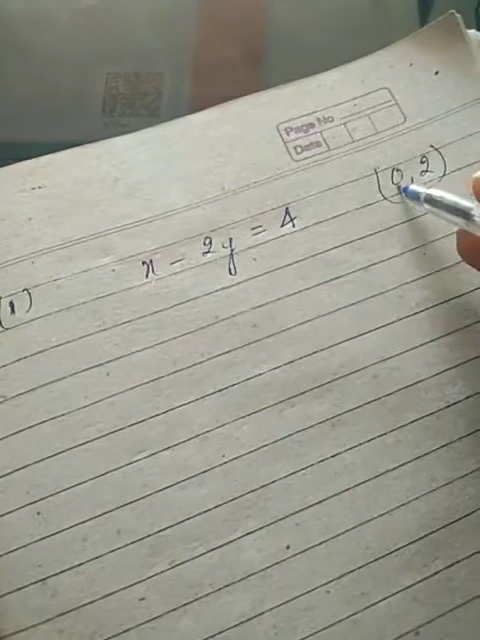 Page No
Date
(0,2)
x - 2y = 4
(1)